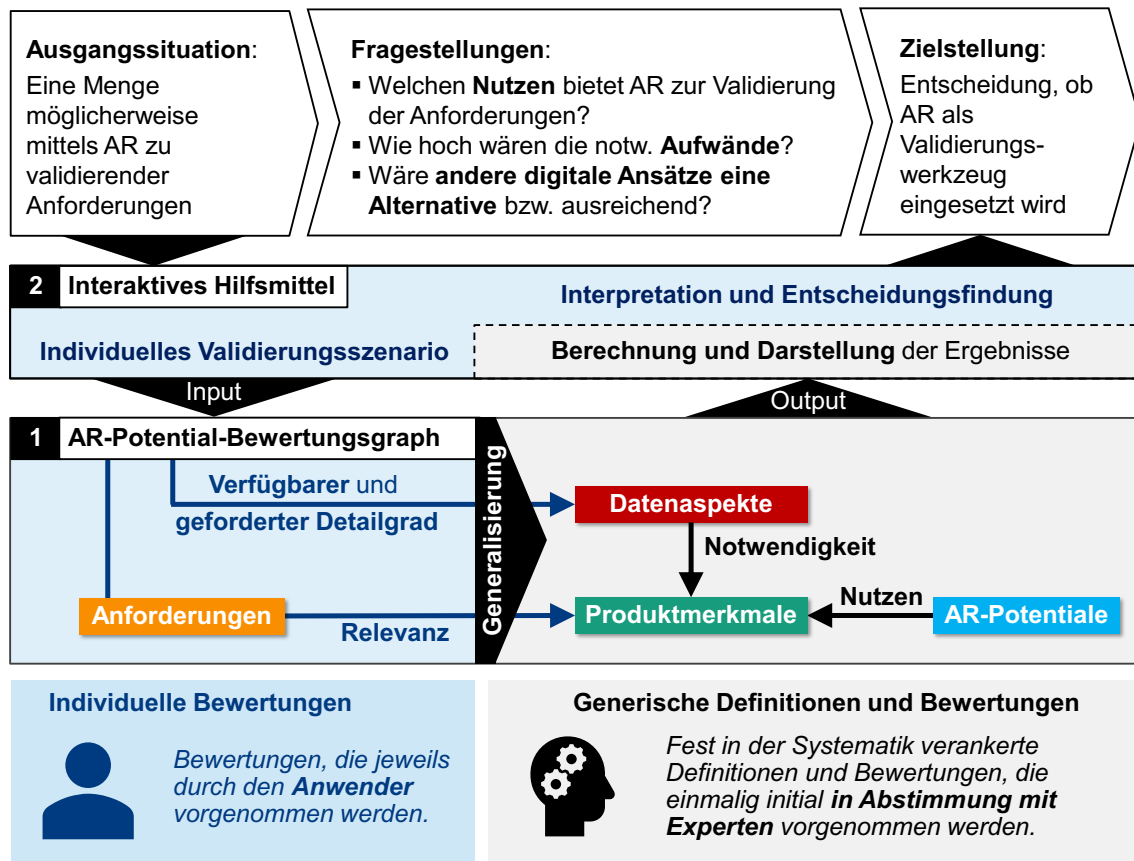 Ausgangssituation:
Eine Menge
möglicherweise
mittels AR zu
validierender
Anforderungen
Fragestellungen:
▪ Welchen Nutzen bietet AR zur Validierung
der Anforderungen?
▪ Wie hoch wären die notw. Aufwände?
▪ Wäre andere digitale Ansätze eine
Alternative bzw. ausreichend?
Zielstellung:
Entscheidung, ob
AR als
Validierungs-
werkzeug
eingesetzt wird
2 Interaktives Hilfsmittel
Interpretation und Entscheidungsfindung
Individuelles Validierungsszenario
Berechnung und Darstellung der Ergebnisse
Input
Output
1 AR-Potential-Bewertungsgraph
Verfügbarer und
geforderter Detailgrad
Generalisierung
Datenaspekte
Notwendigkeit
Anforderungen
Relevanz
Produktmerkmale
Nutzen
AR-Potentiale
Individuelle Bewertungen
Bewertungen, die jeweils
durch den Anwender
vorgenommen werden.
Generische Definitionen und Bewertungen
Fest in der Systematik verankerte
Definitionen und Bewertungen, die
einmalig initial in Abstimmung mit
Experten vorgenommen werden.